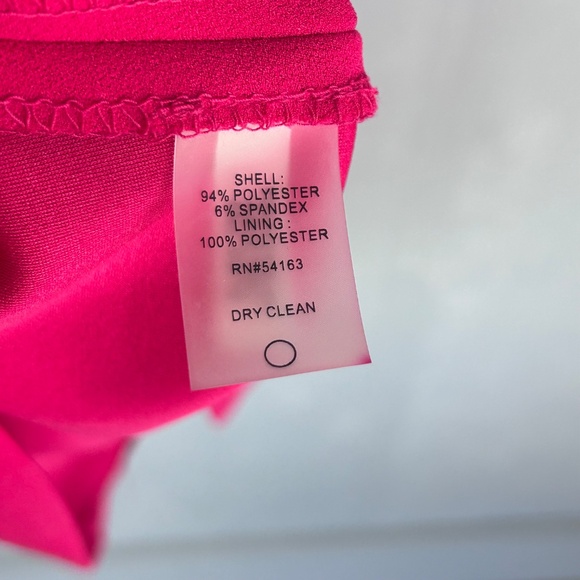 SHELL:
94% POLYESTER
6% SPANDEX
LINING :
100% POLYESTER
RN#54163
DRY CLEAN